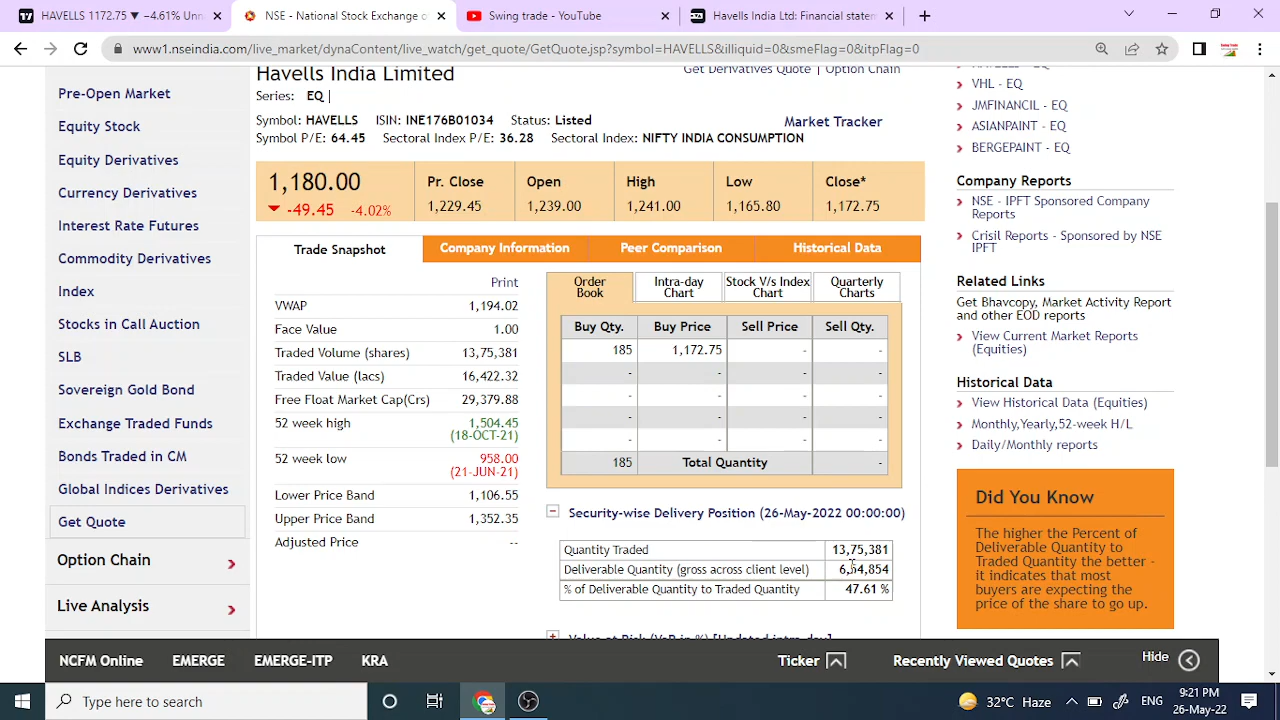 1172.75 ▼ −4.61% Unn
NSE - National Stock Exchange o
Swing trade - YouTube
Havells India Ltd: Financial statem
www1.nseindia.com/live_market/dynaContent/live_watch/get_quote/GetQuote.jsp?symbol=HAVELLS&illiquid=0&smeFlag=0&itpFlag=0
Pre-Open Market
Equity Stock
Equity Derivatives
Currency Derivatives
Interest Rate Futures
Commodity Derivatives
Index
Stocks in Call Auction
SLB
Sovereign Gold Bond
Exchange Traded Funds
Bonds Traded in CM
Global Indices Derivatives
Get Quote
Option Chain
Live Analysis
Havells India Limited
Get Derivatives Quote | Option Chain
Series: EQ |
Symbol: HAVELLS ISIN: INE176B01034 Status: Listed
Market Tracker
Symbol P/E: 64.45 Sectoral Index P/E: 36.28 Sectoral Index: NIFTY INDIA CONSUMPTION
1,180.00 Pr. Close Open High Low Close*
-49.45 -4.02% 1,229.45 1,239.00 1,241.00 1,165.80 1,172.75
Trade Snapshot Company Information Peer Comparison Historical Data
Print
VWAP 1,194.02
Face Value 1.00
Traded Volume (shares) 13,75,381
Traded Value (lacs) 16,422.32
Free Float Market Cap(Crs) 29,379.88
52 week high 1,504.45
(18-OCT-21)
52 week low 958.00
(21-JUN-21)
Lower Price Band 1,106.55
Upper Price Band 1,352.35
Adjusted Price --
Order Book
Intra-day Chart
Stock V/s Index Chart
Quarterly Charts
Buy Qty. Buy Price Sell Price Sell Qty.
185 1,172.75 - -
- - - -
- - - -
- - - -
- - - -
185 Total Quantity -
Security-wise Delivery Position (26-May-2022 00:00:00)
Quantity Traded 13,75,381
Deliverable Quantity (gross across client level) 6,54,854
% of Deliverable Quantity to Traded Quantity 47.61 %
Value at Risk (VaR in %) [Updated intra-day]
VHL - EQ
JMFINANCIL - EQ
ASIANPAINT - EQ
BERGEPAINT - EQ
Company Reports
NSE - IPFT Sponsored Company
Reports
Crisil Reports - Sponsored by NSE
IPFT
Related Links
Get Bhavcopy, Market Activity Report
and other EOD reports
View Current Market Reports
(Equities)
Historical Data
View Historical Data (Equities)
Monthly,Yearly,52-week H/L
Daily/Monthly reports
Did You Know
The higher the Percent of
Deliverable Quantity to
Traded Quantity the better -
it indicates that most
buyers are expecting the
price of the share to go up.
NCFM Online EMERGE EMERGE-ITP KRA Ticker Recently Viewed Quotes Hide
Type here to search
32°C Haze
ENG
9:21 PM
26-May-22